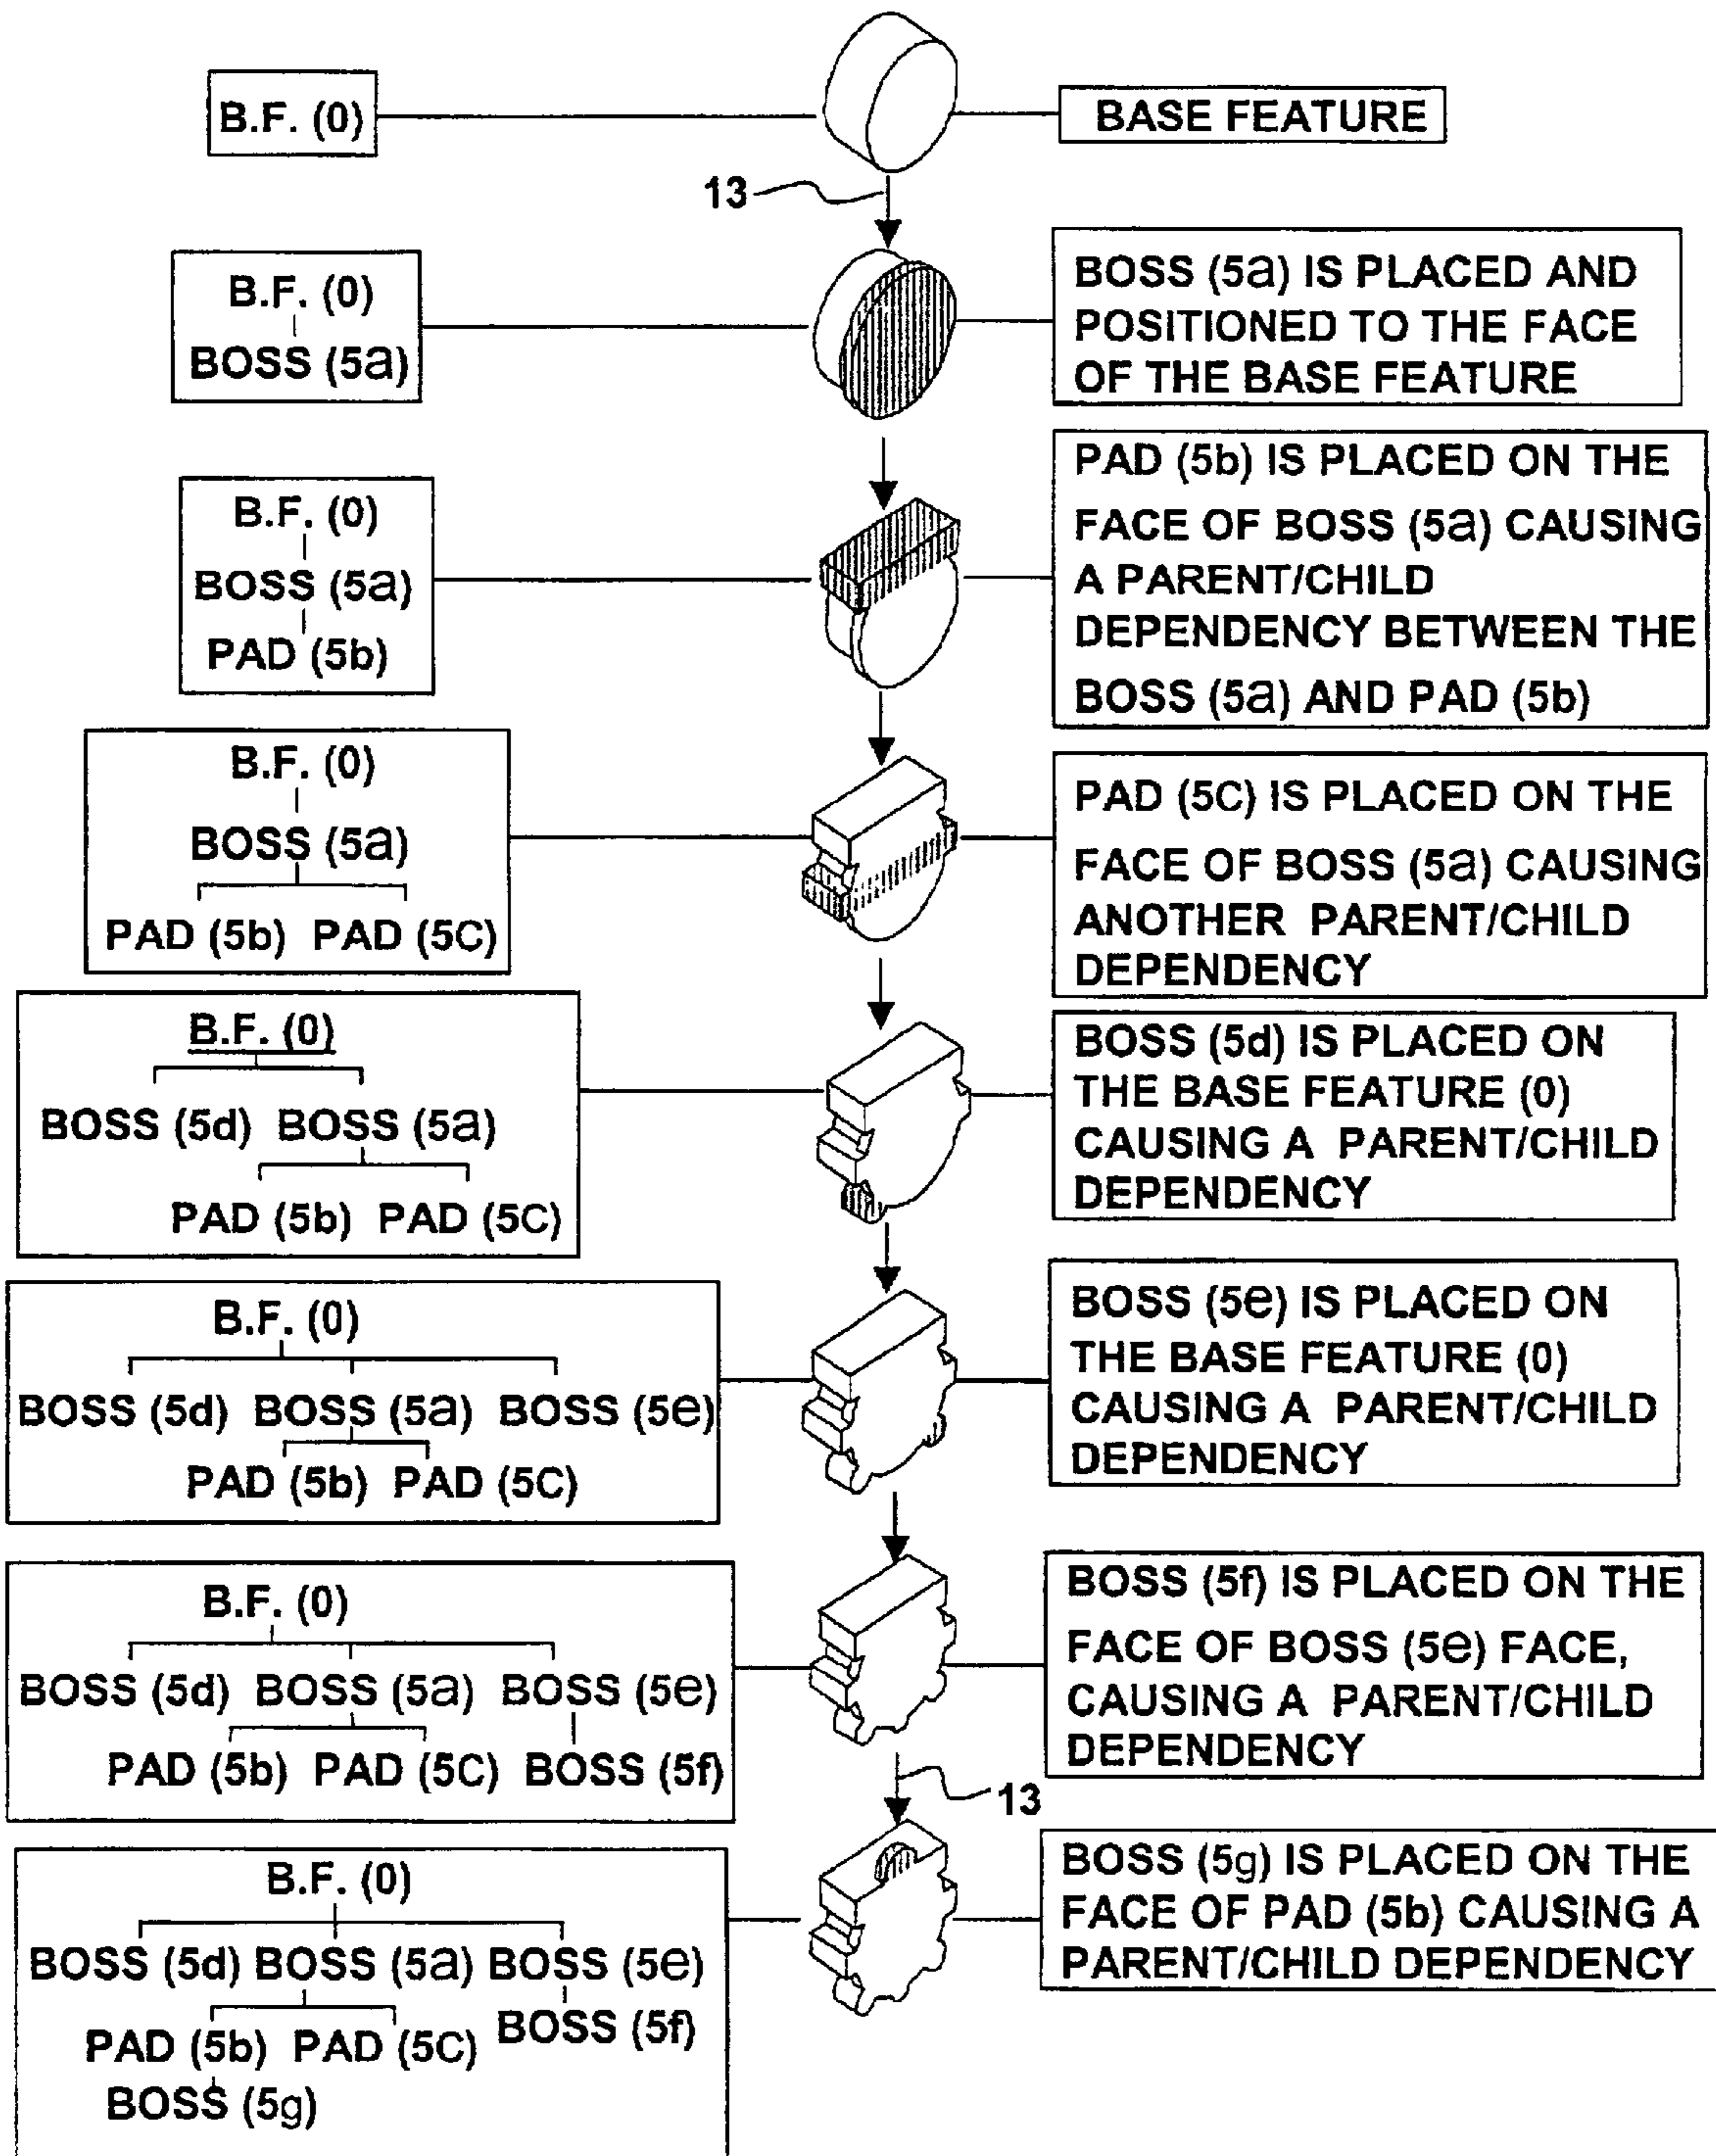 B.F. (0)
BASE FEATURE
13
B.F. (0)
BOSS (5a)
BOSS (5a) IS PLACED AND
POSITIONED TO THE FACE
OF THE BASE FEATURE
B.F. (0)
BOSS (5a)
PAD (5b)
PAD (5b) IS PLACED ON THE
FACE OF BOSS (5a) CAUSING
A PARENT/CHILD
DEPENDENCY BETWEEN THE
BOSS (5a) AND PAD (5b)
B.F. (0)
BOSS (5a)
PAD (5b) PAD (5C)
PAD (5C) IS PLACED ON THE
FACE OF BOSS (5a) CAUSING
ANOTHER PARENT/CHILD
DEPENDENCY
B.F. (0)
BOSS (5d) BOSS (5a)
PAD (5b) PAD (5C)
BOSS (5d) IS PLACED ON
THE BASE FEATURE (0)
CAUSING A PARENT/CHILD
DEPENDENCY
B.F. (0)
BOSS (5d) BOSS (5a) BOSS (5e)
PAD (5b) PAD (5C)
BOSS (5e) IS PLACED ON
THE BASE FEATURE (0)
CAUSING A PARENT/CHILD
DEPENDENCY
B.F. (0)
BOSS (5d) BOSS (5a) BOSS (5e)
PAD (5b) PAD (5C) BOSS (5f)
BOSS (5f) IS PLACED ON THE
FACE OF BOSS (5e) FACE,
CAUSING A PARENT/CHILD
DEPENDENCY
13
B.F. (0)
BOSS (5d) BOSS (5a) BOSS (5e)
BOSS (5f)
PAD (5b) PAD (5C)
BOSS (5g)
BOSS (5g) IS PLACED ON THE
FACE OF PAD (5b) CAUSING A
PARENT/CHILD DEPENDENCY